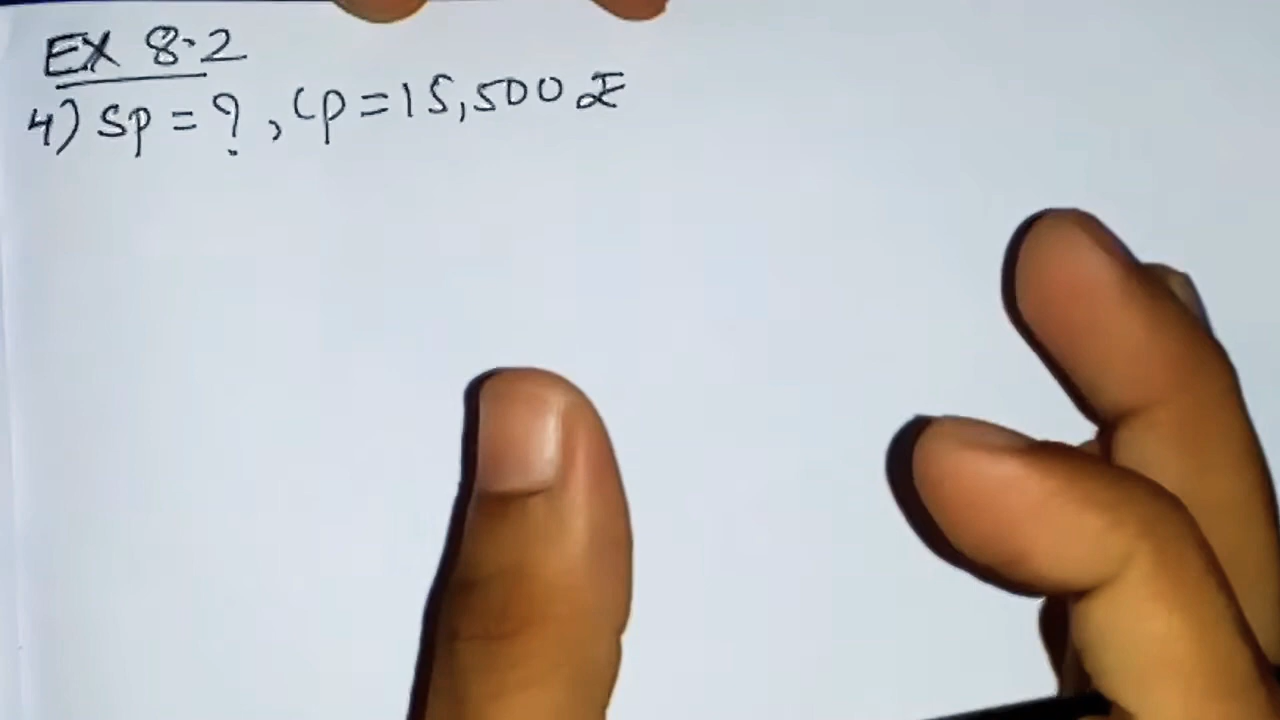 EX 8.2
4) SP = ?, CP = 15,500 ₹